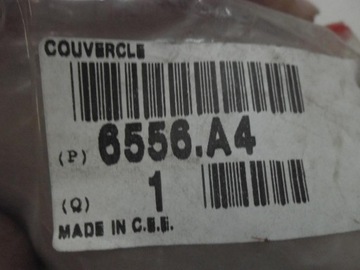 COUVERCLE
(P) 6556.A4
(Q) 1
MADE IN C.E.E.